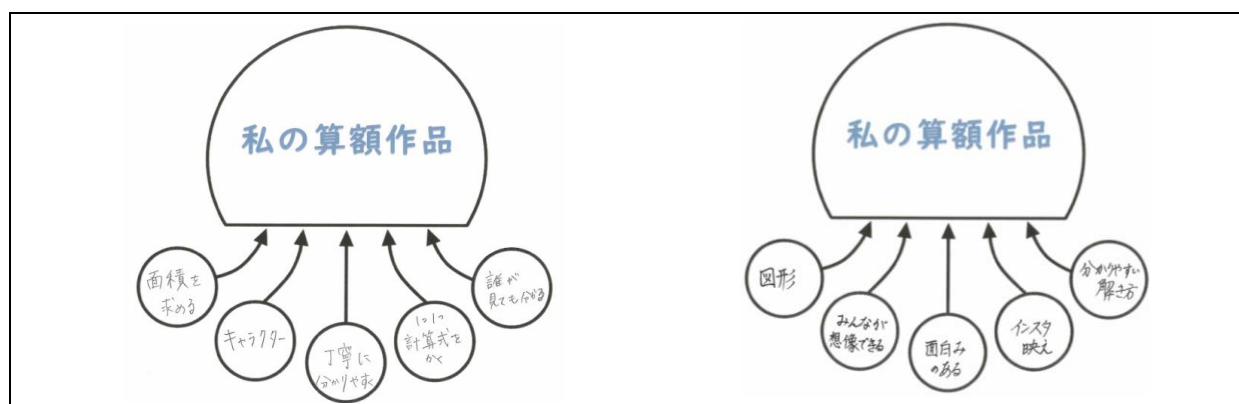 私の算額作品
面積を
求める
キャラクター
丁寧に
分かりやすく
1つ1つ
計算式を
かく
誰が
見ても分かる
私の算額作品
図形
みんなが
想像できる
面白み
のある
インスタ
映え
分かりやすい
解き方